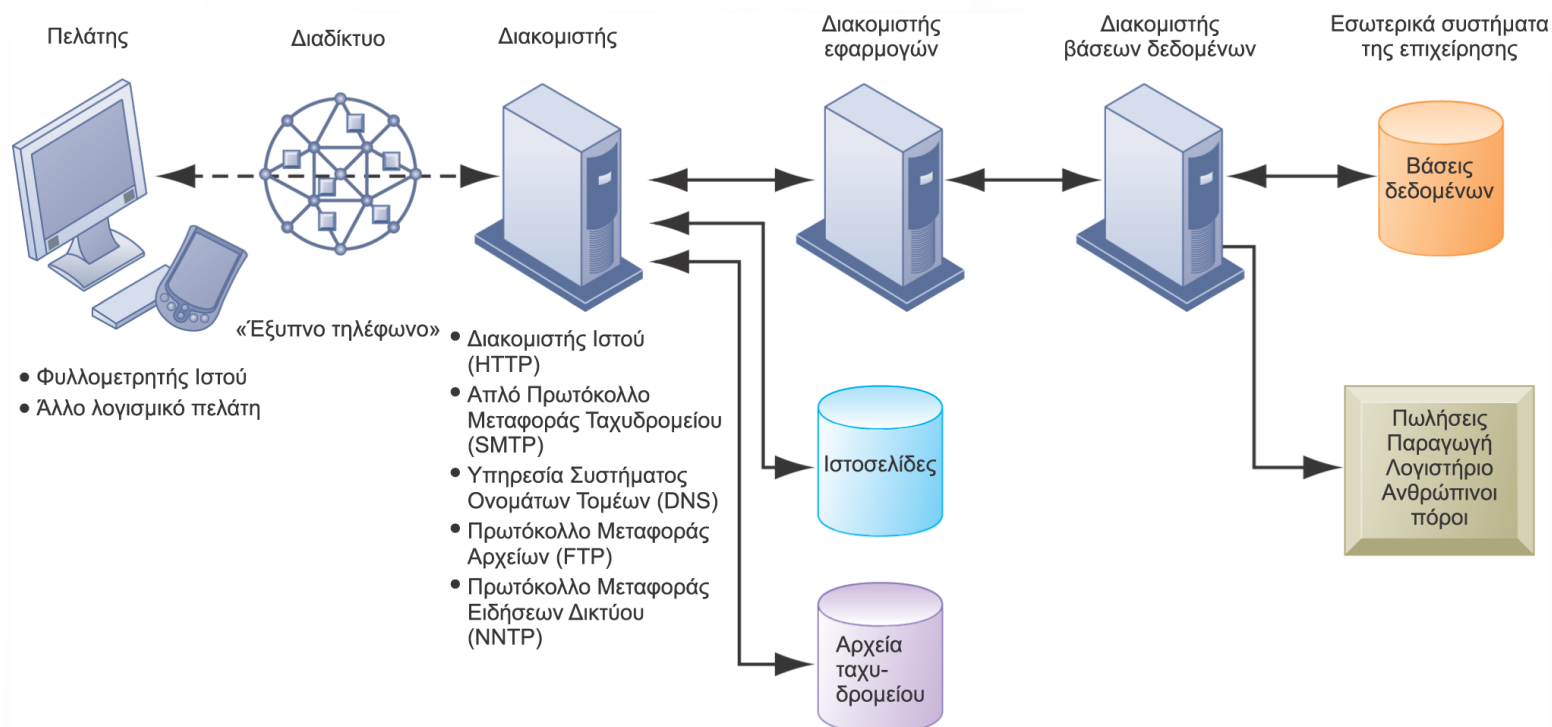 Πελάτης
Διαδίκτυο
Διακομιστής
Διακομιστής
εφαρμογών
Διακομιστής
βάσεων δεδομένων
Εσωτερικά συστήματα
της επιχείρησης
Βάσεις
δεδομένων
«Έξυπνο τηλέφωνο»
• Φυλλομετρητής Ιστού
• Άλλο λογισμικό πελάτη
• Διακομιστής Ιστού
(HTTP)
• Απλό Πρωτόκολλο
Μεταφοράς Ταχυδρομείου
(SMTP)
• Υπηρεσία Συστήματος
Ονομάτων Τομέων (DNS)
• Πρωτόκολλο Μεταφοράς
Αρχείων (FTP)
• Πρωτόκολλο Μεταφοράς
Ειδήσεων Δικτύου
(NNTP)
Ιστοσελίδες
Αρχεία
ταχυ-
δρομείου
Πωλήσεις
Παραγωγή
Λογιστήριο
Ανθρώπινοι
πόροι